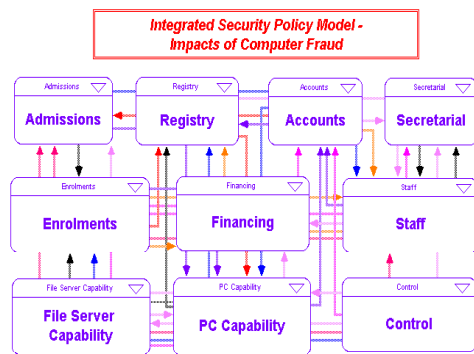 Integrated Security Policy Model -
Impacts of Computer Fraud
Admissions
Admissions
Registry
Registry
Accounts
Accounts
Secretarial
Secretarial
Enrolments
Enrolments
Financing
Financing
Staff
Staff
File Server Capability
File Server
Capability
PC Capability
PC Capability
Control
Control